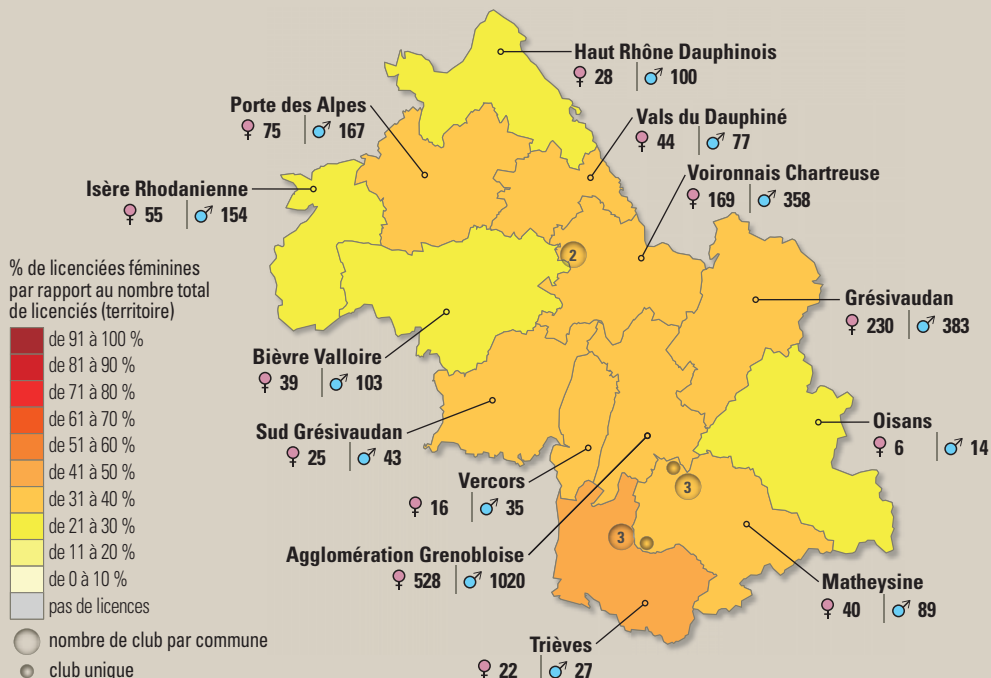 Haut Rhône Dauphinois
♀ 28 | ♂ 100
Porte des Alpes
♀ 75 | ♂ 167
Vals du Dauphiné
♀ 44 | ♂ 77
Isère Rhodanienne
♀ 55 | ♂ 154
Voironnais Chartreuse
♀ 169 | ♂ 358
2
Grésivaudan
♀ 230 | ♂ 383
Bièvre Valloire
♀ 39 | ♂ 103
Oisans
♀ 6 | ♂ 14
Sud Grésivaudan
♀ 25 | ♂ 43
Vercors
♀ 16 | ♂ 35
3
3
Agglomération Grenobloise
♀ 528 | ♂ 1020
Matheysine
♀ 40 | ♂ 89
Trièves
♀ 22 | ♂ 27
% de licenciées féminines
par rapport au nombre total
de licenciés (territoire)
de 91 à 100 %
de 81 à 90 %
de 71 à 80 %
de 61 à 70 %
de 51 à 60 %
de 41 à 50 %
de 31 à 40 %
de 21 à 30 %
de 11 à 20 %
de 0 à 10 %
pas de licences
nombre de club par commune
club unique